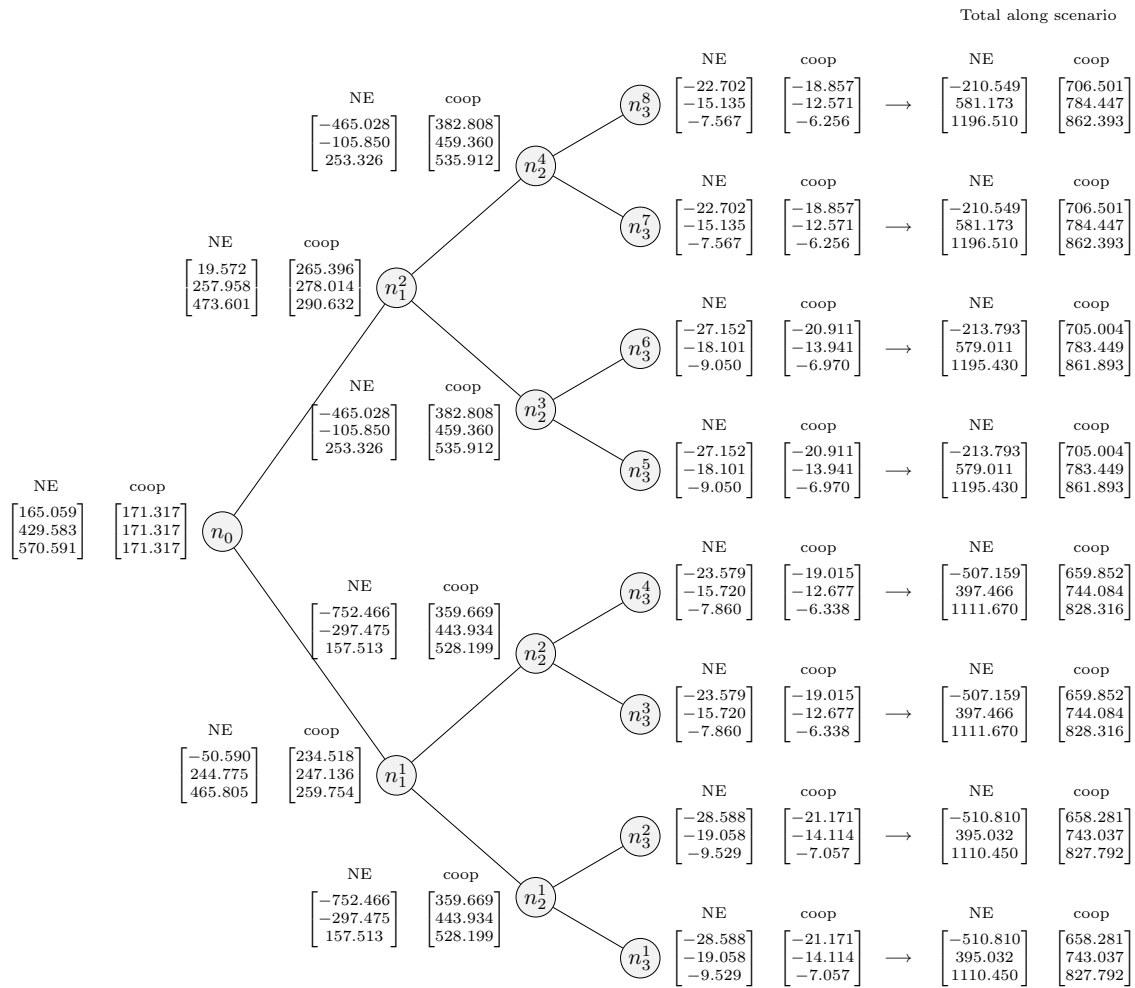 Total along scenario
NE coop NE coop
[−22.702 −15.135 −7.567] [−18.857 −12.571 −6.256] ⟶ [−210.549 581.173 1196.510] [706.501 784.447 862.393]
n_3^8
NE coop
[−465.028 −105.850 253.326] [382.808 459.360 535.912]
n_2^4
NE coop NE coop
[−22.702 −15.135 −7.567] [−18.857 −12.571 −6.256] ⟶ [−210.549 581.173 1196.510] [706.501 784.447 862.393]
n_3^7
NE coop
[19.572 257.958 473.601] [265.396 278.014 290.632]
n_1^2
NE coop NE coop
[−27.152 −18.101 −9.050] [−20.911 −13.941 −6.970] ⟶ [−213.793 579.011 1195.430] [705.004 783.449 861.893]
n_3^6
NE coop
[−465.028 −105.850 253.326] [382.808 459.360 535.912]
n_2^3
NE coop NE coop
[−27.152 −18.101 −9.050] [−20.911 −13.941 −6.970] ⟶ [−213.793 579.011 1195.430] [705.004 783.449 861.893]
n_3^5
NE coop
[165.059 429.583 570.591] [171.317 171.317 171.317]
n_0
NE coop NE coop
[−23.579 −15.720 −7.860] [−19.015 −12.677 −6.338] ⟶ [−507.159 397.466 1111.670] [659.852 744.084 828.316]
n_3^4
NE coop
[−752.466 −297.475 157.513] [359.669 443.934 528.199]
n_2^2
NE coop NE coop
[−23.579 −15.720 −7.860] [−19.015 −12.677 −6.338] ⟶ [−507.159 397.466 1111.670] [659.852 744.084 828.316]
n_3^3
NE coop
[−50.590 244.775 465.805] [234.518 247.136 259.754]
n_1^1
NE coop NE coop
[−28.588 −19.058 −9.529] [−21.171 −14.114 −7.057] ⟶ [−510.810 395.032 1110.450] [658.281 743.037 827.792]
n_3^2
NE coop
[−752.466 −297.475 157.513] [359.669 443.934 528.199]
n_2^1
NE coop NE coop
[−28.588 −19.058 −9.529] [−21.171 −14.114 −7.057] ⟶ [−510.810 395.032 1110.450] [658.281 743.037 827.792]
n_3^1